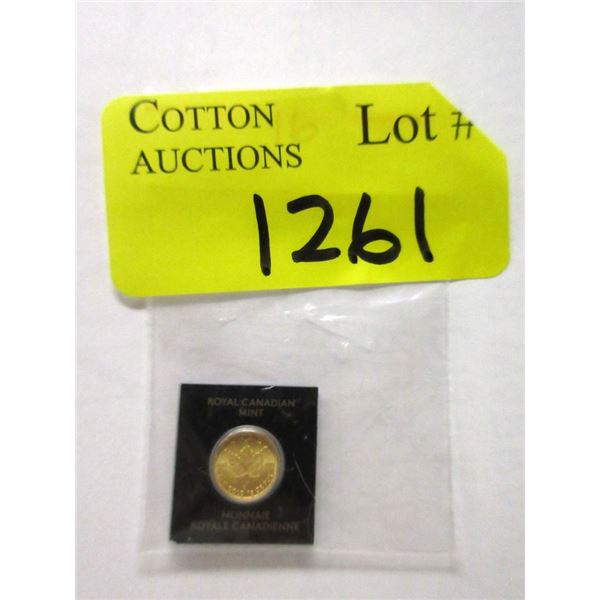 COTTON
AUCTIONS
Lot #
1261
ROYAL CANADIAN
MINT
MONNAIE
ROYALE CANADIENNE